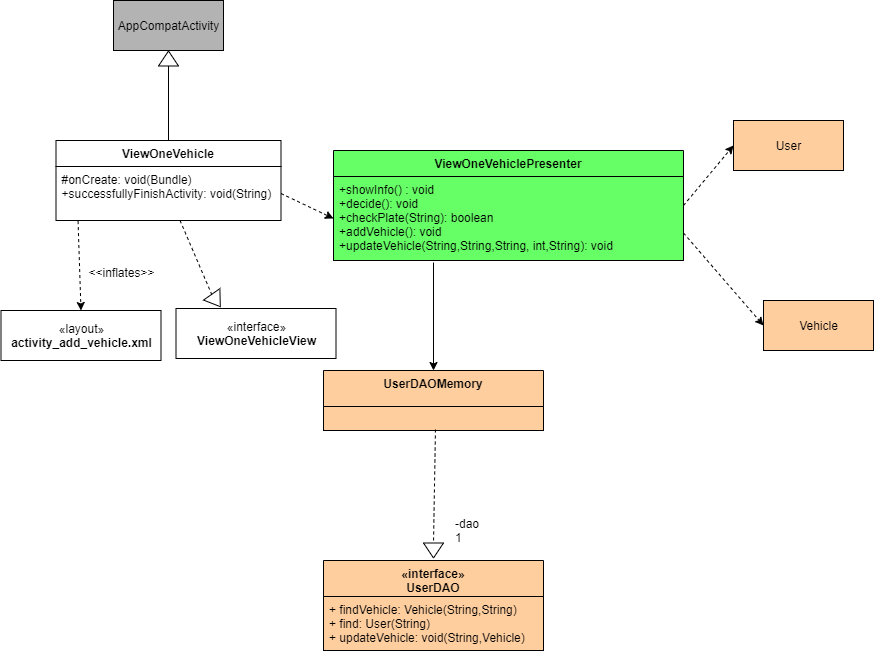 AppCompatActivity
ViewOneVehicle
#onCreate: void(Bundle)
+successfullyFinishActivity: void(String)
ViewOneVehiclePresenter
+showInfo() : void
+decide(): void
+checkPlate(String): boolean
+addVehicle(): void
+updateVehicle(String,String,String, int,String): void
User
<<inflates>>
«layout»
activity_add_vehicle.xml
«interface»
ViewOneVehicleView
Vehicle
UserDAOMemory
-dao
1
«interface»
UserDAO
+ findVehicle: Vehicle(String,String)
+ find: User(String)
+ updateVehicle: void(String,Vehicle)